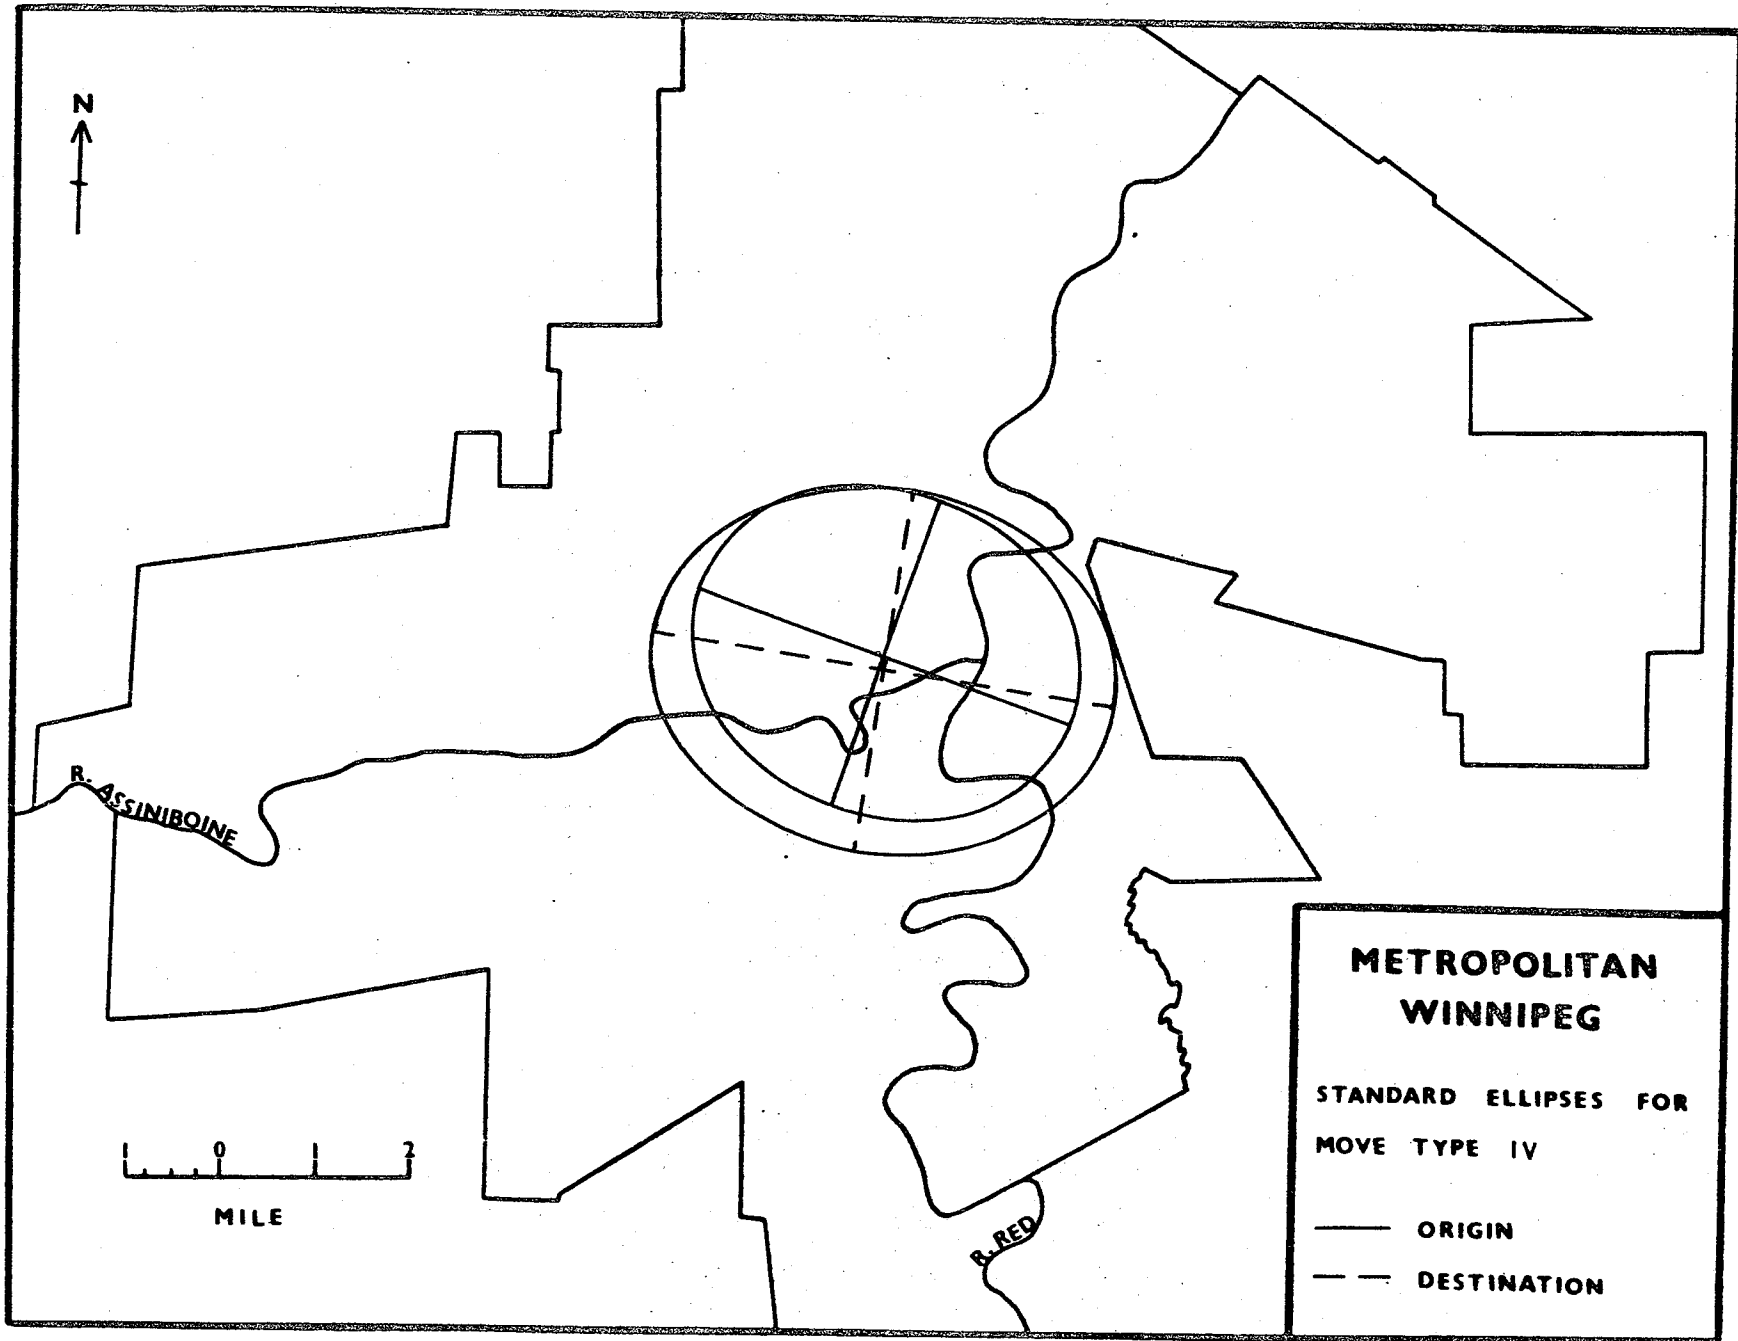 N
R. ASSINIBOINE
1 0 1 2
MILE
R. RED
METROPOLITAN
WINNIPEG
STANDARD ELLIPSES FOR
MOVE TYPE IV
ORIGIN
DESTINATION